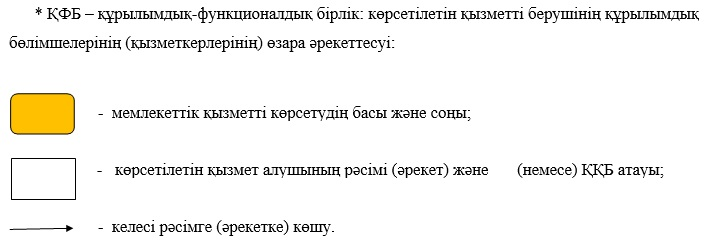 * ҚФБ – құрылымдық-функционалдық бірлік: көрсетілетін қызметті берушінің құрылымдық
бөлімшелерінің (қызметкерлерінің) өзара әрекеттесуі:
- мемлекеттік қызметті көрсетудің басы және соңы;
- көрсетілетін қызмет алушының рәсімі (әрекет) және (немесе) ҚҚБ атауы;
- келесі рәсімге (әрекетке) көшу.